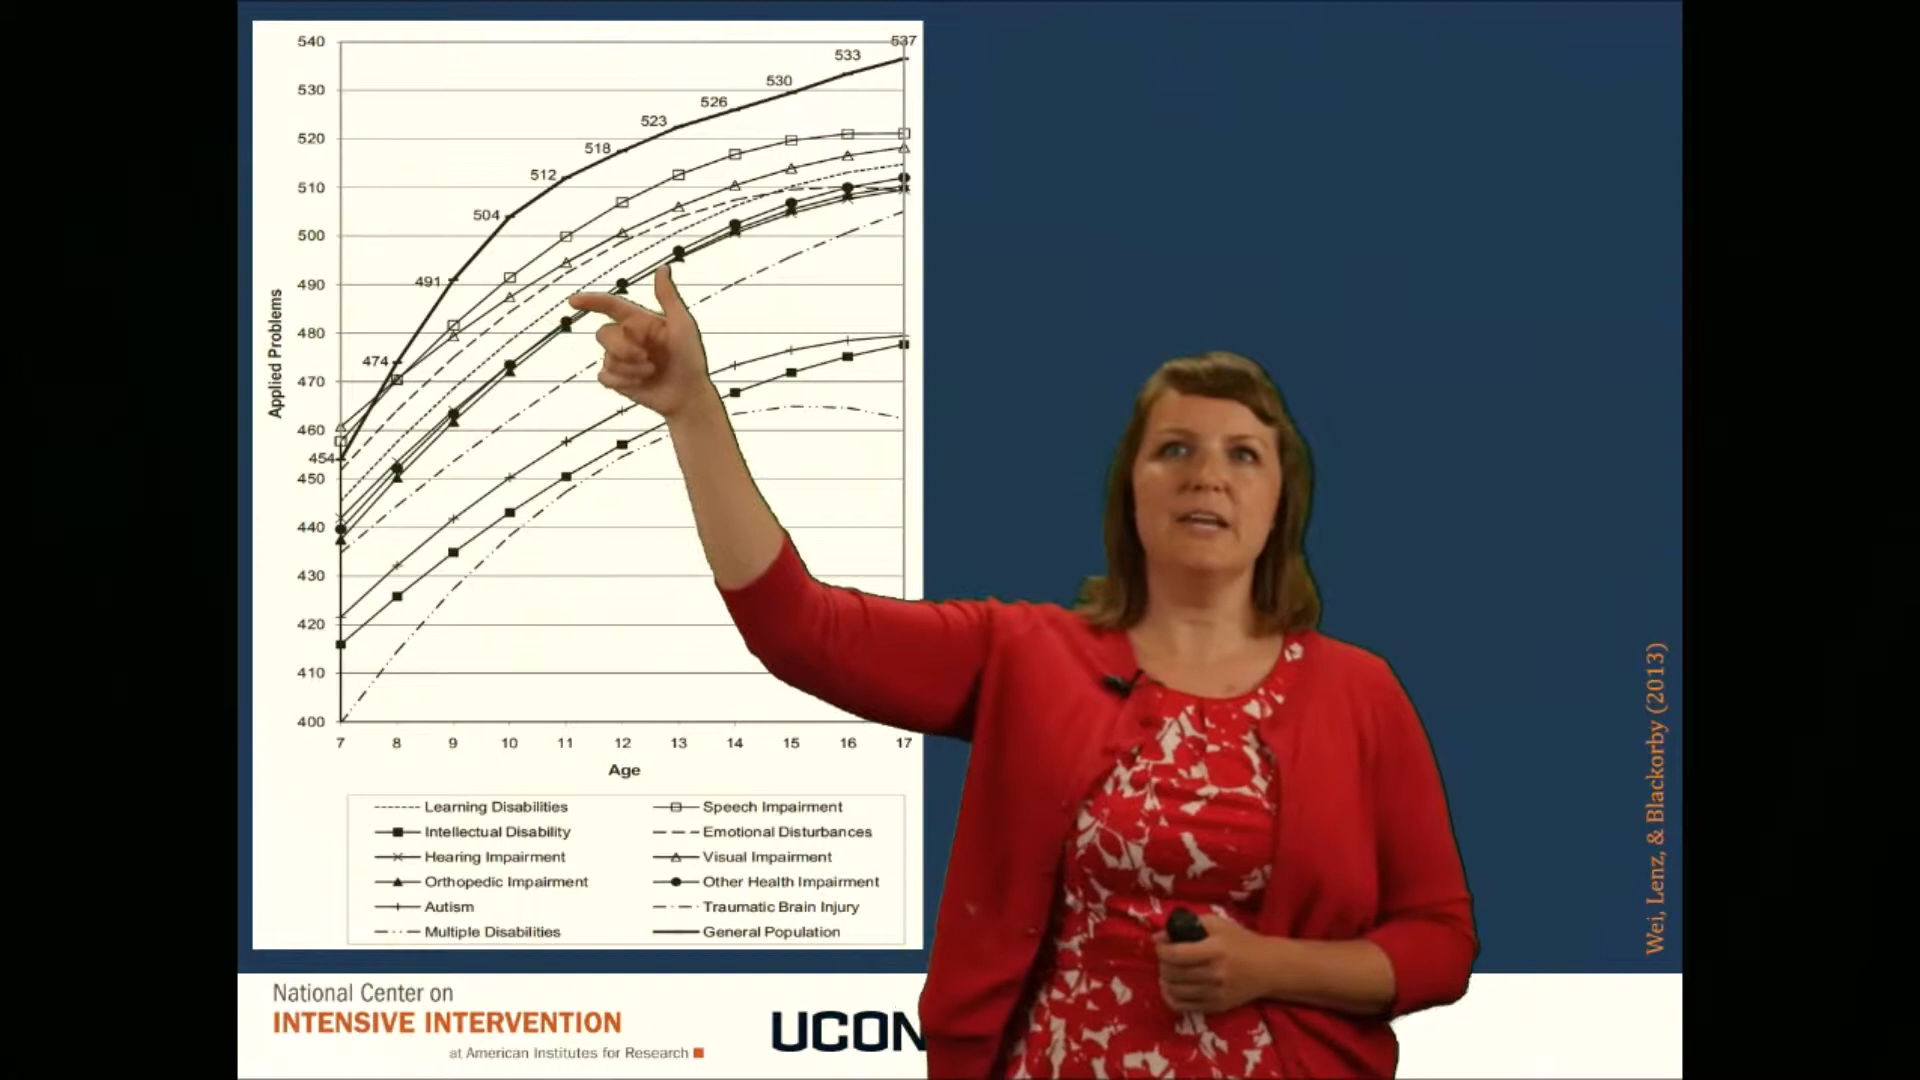 540
530
520
510
500
490
480
470
460
450
440
430
420
410
400
454
474
491
504
512
518
523
526
530
533
537
Applied Problems
7 8 9 10 11 12 13 14 15 16 17
Age
Learning Disabilities
Speech Impairment
Intellectual Disability
Emotional Disturbances
Hearing Impairment
Visual Impairment
Orthopedic Impairment
Other Health Impairment
Autism
Traumatic Brain Injury
Multiple Disabilities
General Population
Wei, Lenz, & Blackorby (2013)
National Center on
INTENSIVE INTERVENTION
at American Institutes for Research
UCON